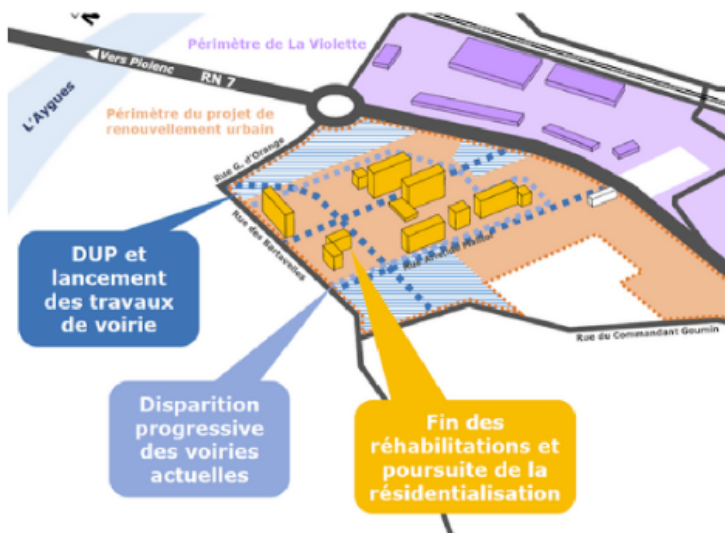 N
Périmètre de La Violette
Vers Piolenc
RN 7
L'Aygues
Périmètre du projet de
renouvellement urbain
Rue G. d'Orange
Rue des Bartavelles
DUP et
lancement
des travaux
de voirie
Rue du Commandant Goumin
Disparition
progressive
des voiries
actuelles
Fin des
réhabilitations et
poursuite de la
résidentialisation